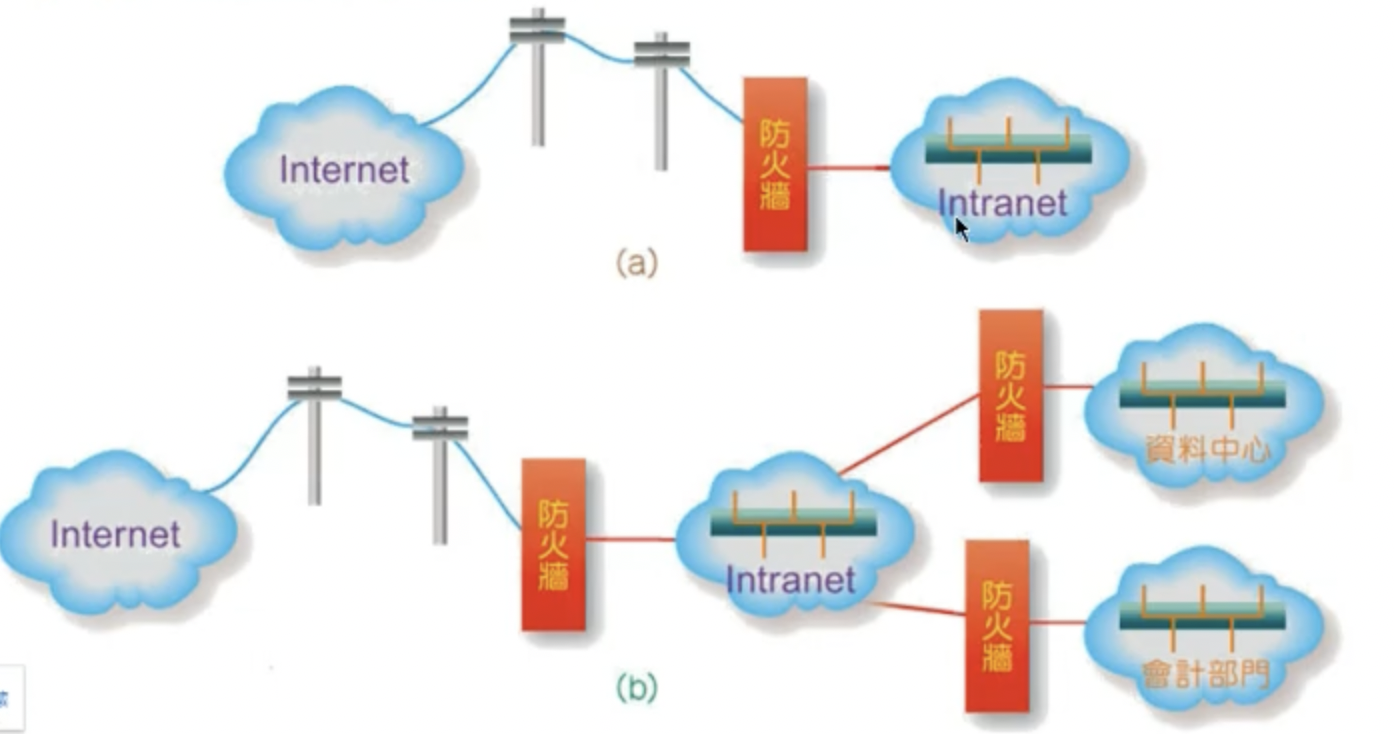 Internet
防火牆
Intranet
(a)
Internet
防火牆
Intranet
防火牆
資料中心
防火牆
會計部門
(b)